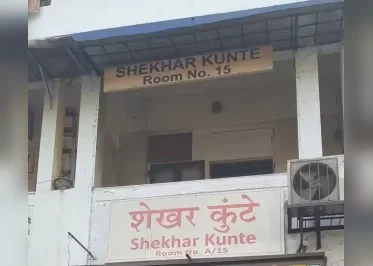 SHEKHAR KUNTE
Room No. 15
शेखर कुंटे
Shekhar Kunte
Room No. A/15